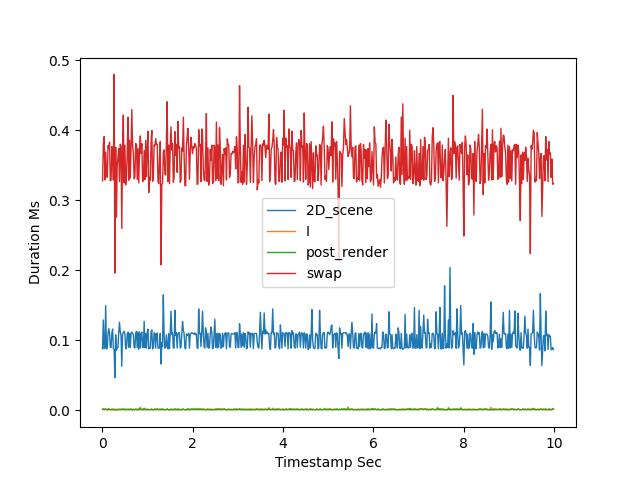 0.5
0.4
0.3
0.2
0.1
0.0
Duration Ms
2D_scene
I
post_render
swap
0 2 4 6 8 10
Timestamp Sec